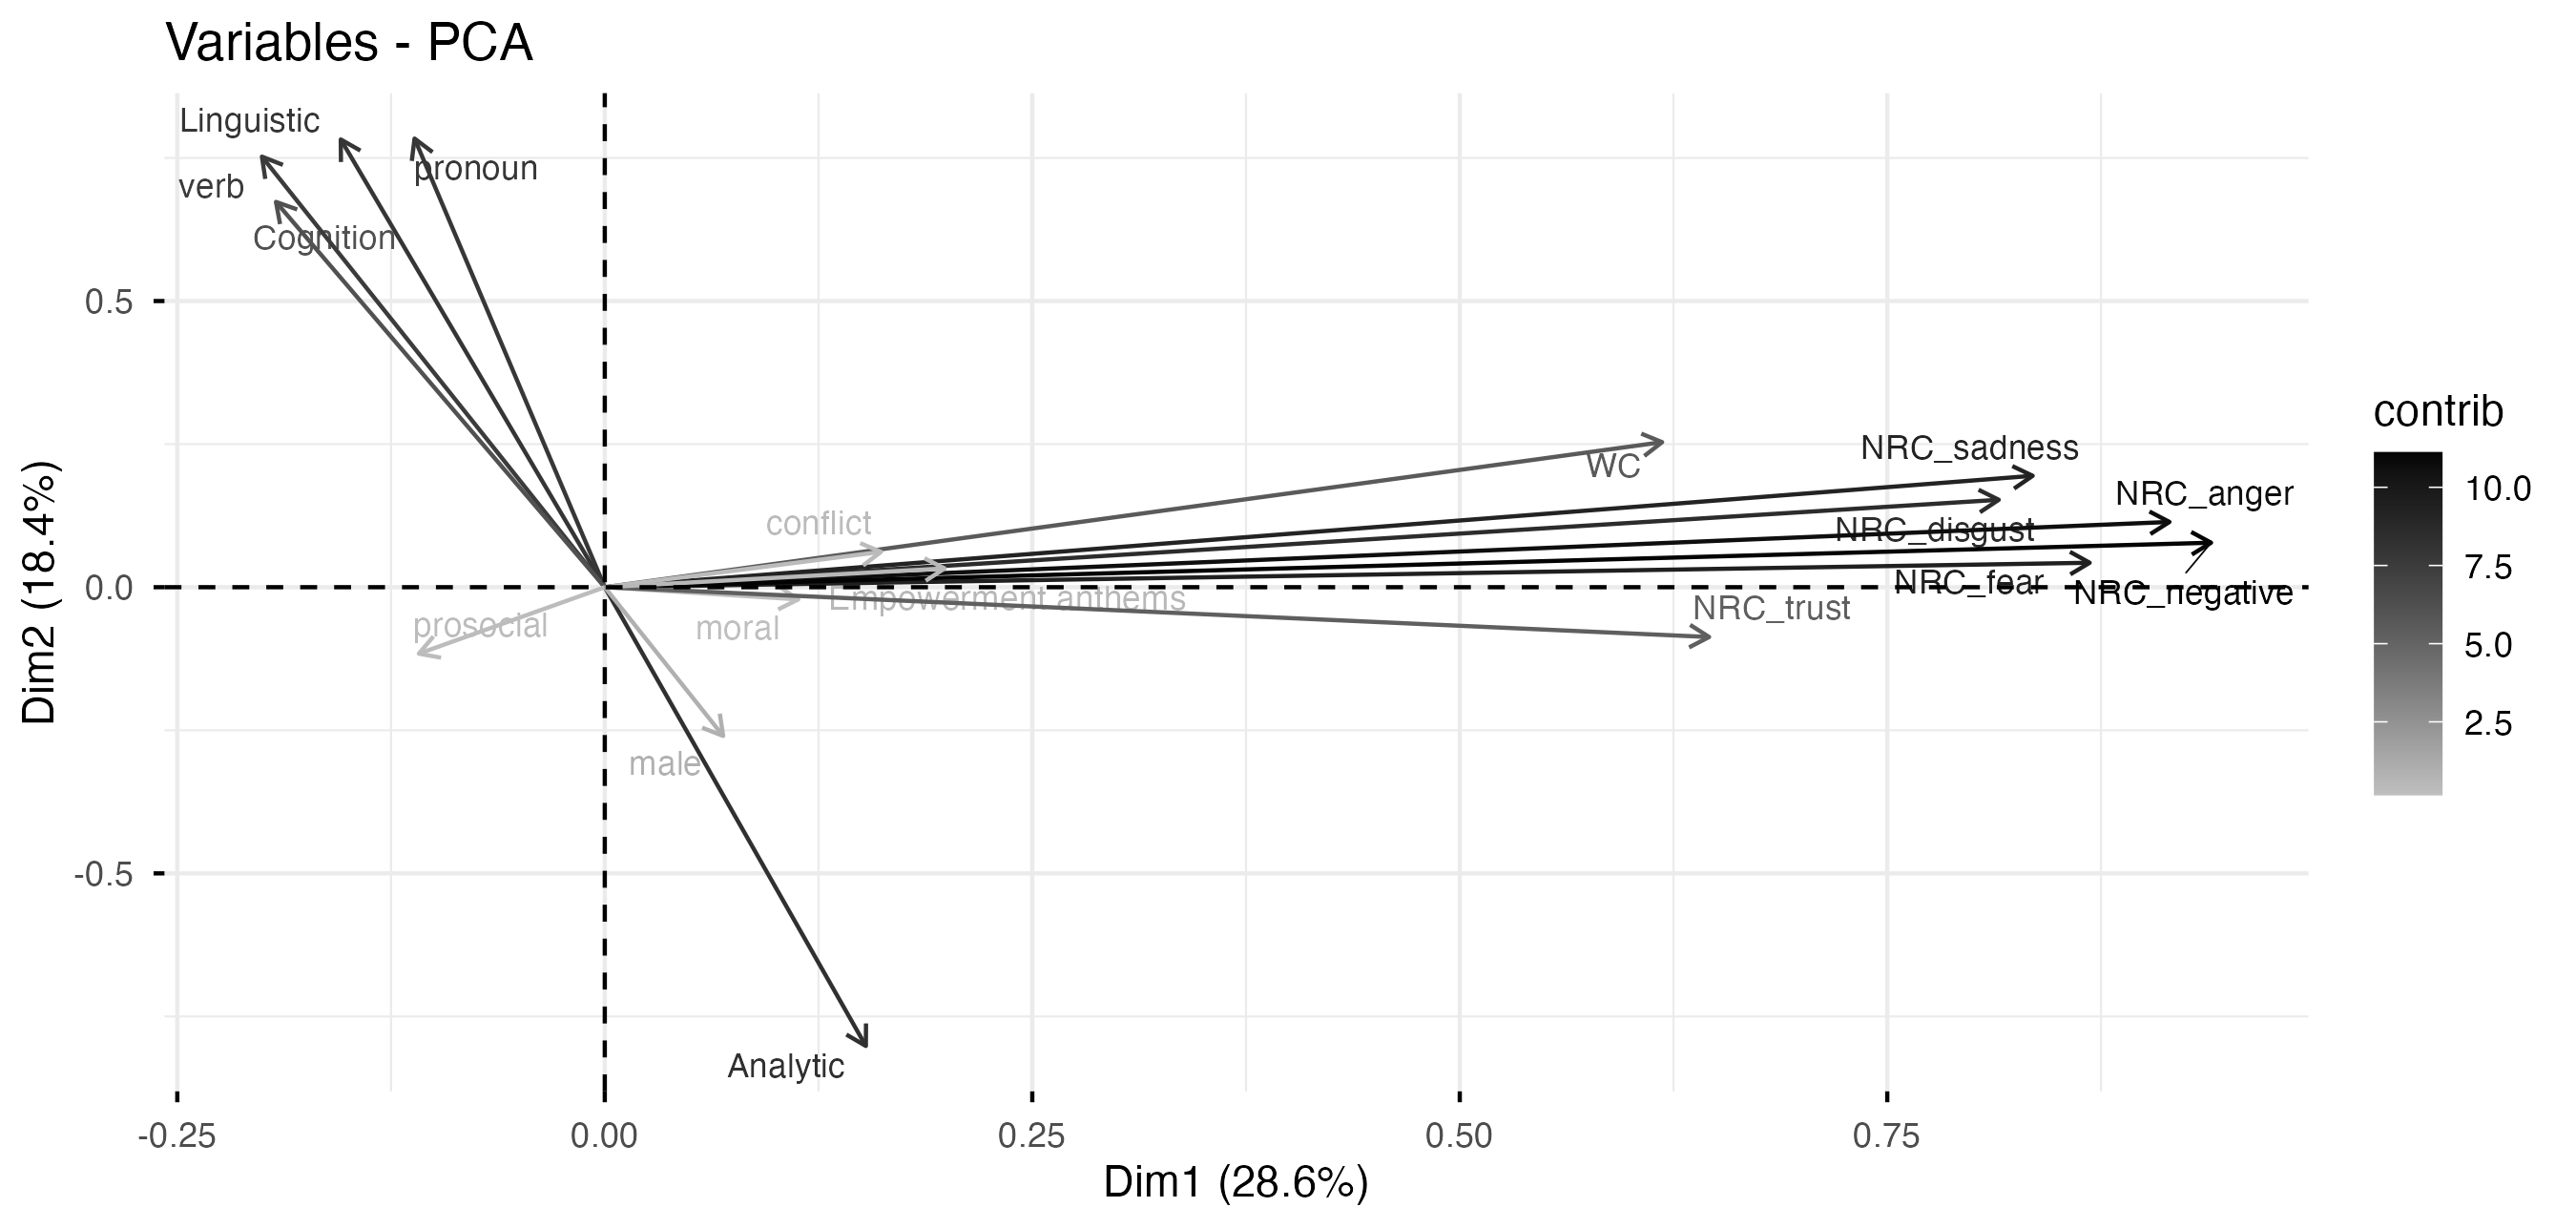 Variables - PCA
Linguistic
pronoun
verb
Cognition
0.5
NRC_sadness
WC
contrib
NRC_anger
10.0
conflict
NRC_disgust
7.5
0.0
NRC_fear
NRC_negative
Empowerment anthems
NRC_trust
prosocial
moral
5.0
2.5
male
-0.5
Analytic
Dim2 (18.4%)
-0.25
0.00
0.25
0.50
0.75
Dim1 (28.6%)